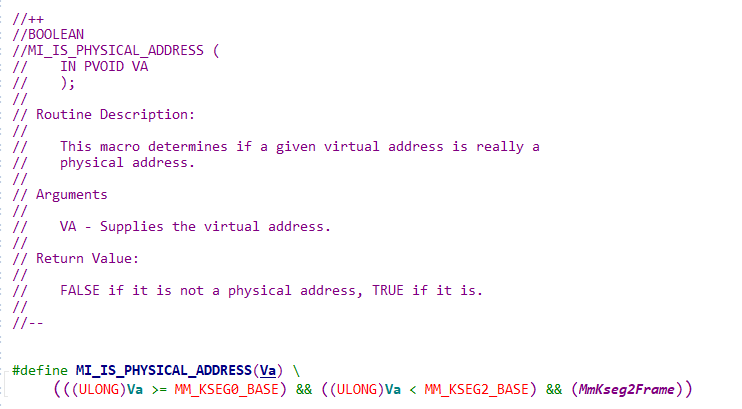 //++
//BOOLEAN
//MI_IS_PHYSICAL_ADDRESS (
//    IN PVOID VA
//    );
//
// Routine Description:
//
//    This macro determines if a given virtual address is really a
//    physical address.
//
// Arguments
//
//    VA - Supplies the virtual address.
//
// Return Value:
//
//    FALSE if it is not a physical address, TRUE if it is.
//
//--
#define MI_IS_PHYSICAL_ADDRESS(Va) \
     (((ULONG)Va >= MM_KSEG0_BASE) && ((ULONG)Va < MM_KSEG2_BASE) && (MmKseg2Frame))